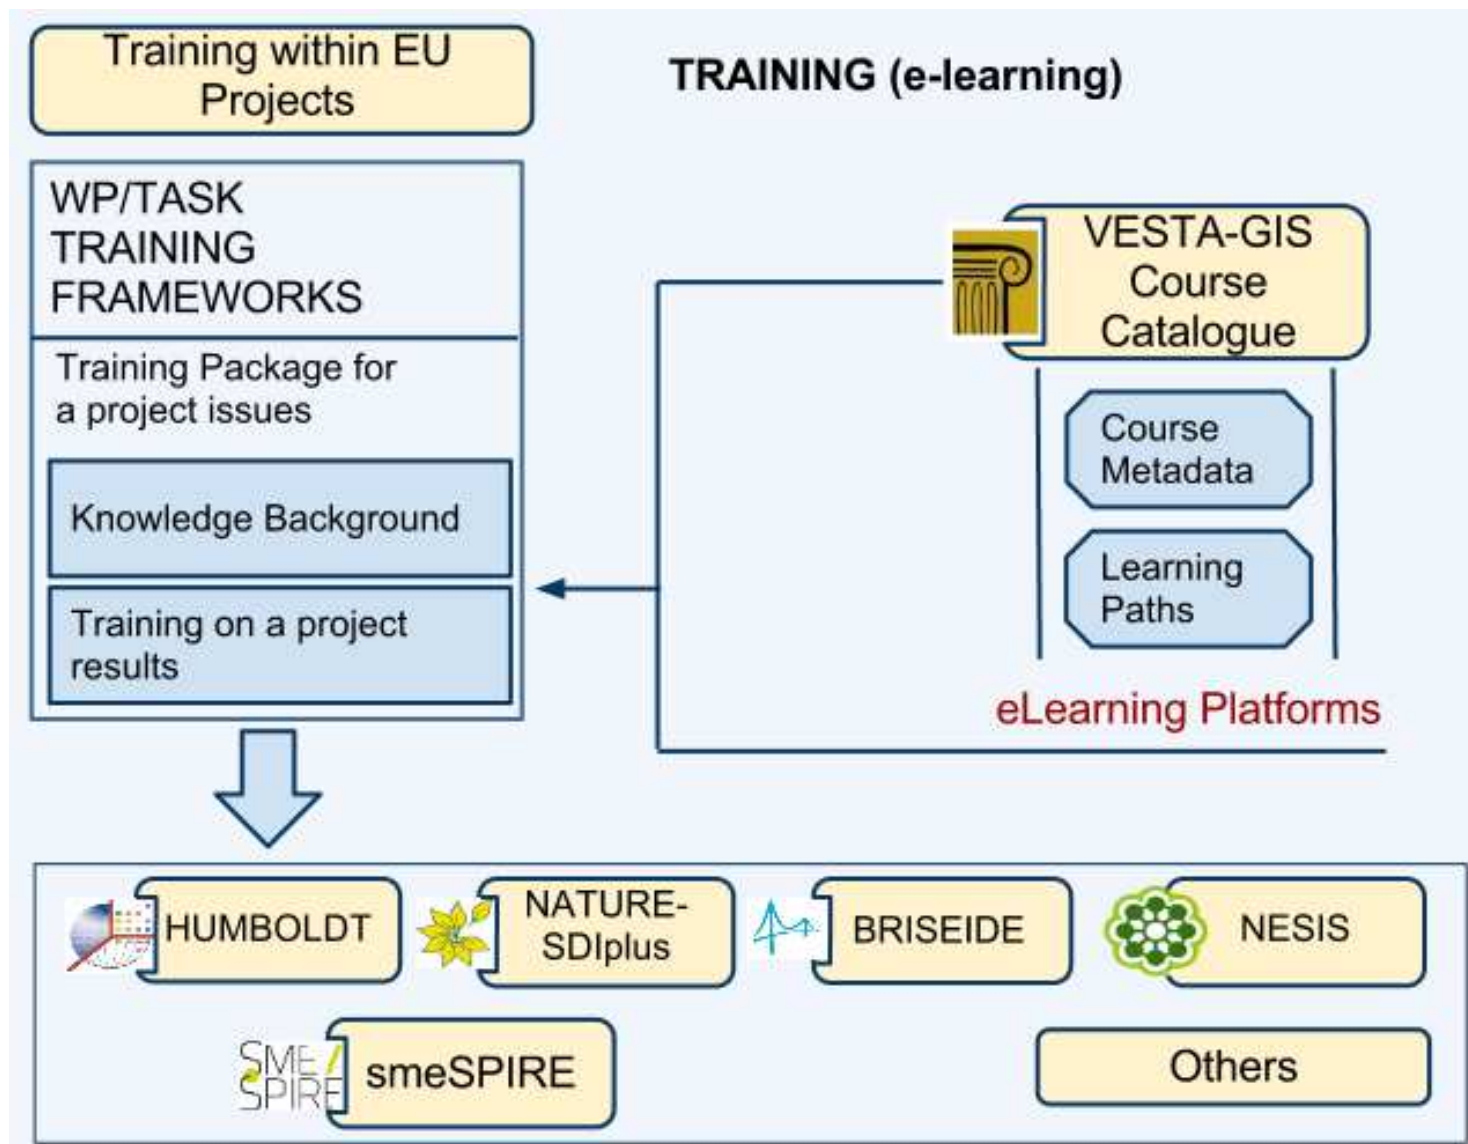 Training within EU
Projects
TRAINING (e-learning)
WP/TASK
TRAINING
FRAMEWORKS
Training Package for
a project issues
Knowledge Background
Training on a project
results
VESTA-GIS
Course
Catalogue
Course
Metadata
Learning
Paths
eLearning Platforms
HUMBOLDT
NATURE-
SDIplus
BRISEIDE
NESIS
SME/
SPIRE
smeSPIRE
Others